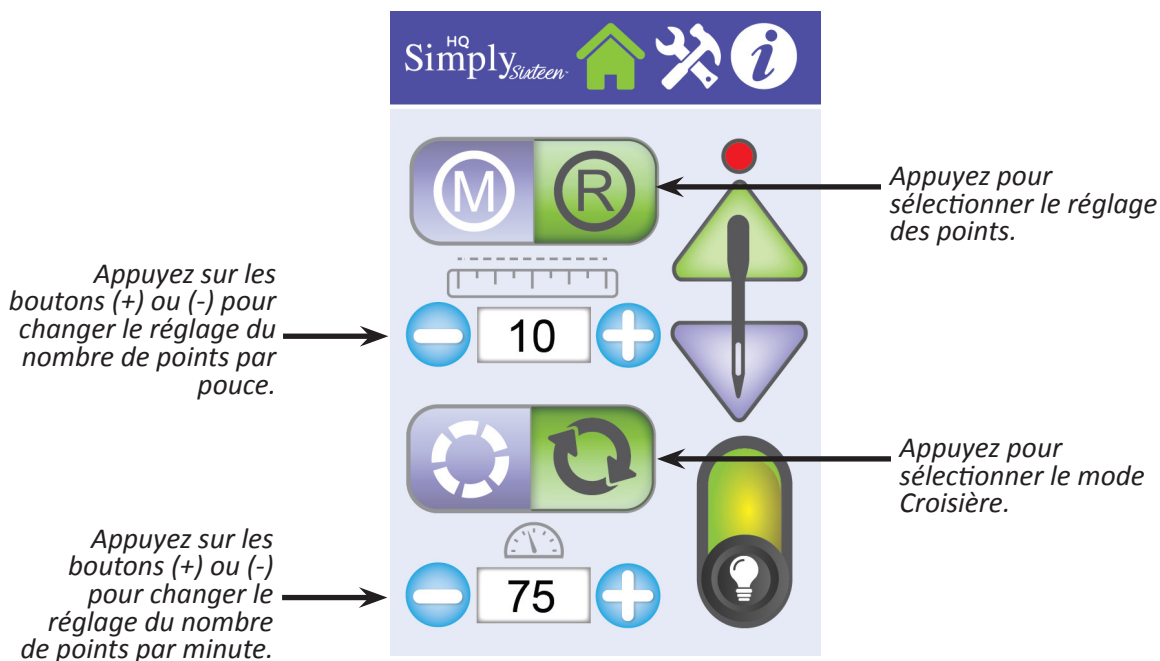 HQ
Simply Sixteen™
i
M R
Appuyez pour
sélectionner le réglage
des points.
Appuyez sur les
boutons (+) ou (-) pour
changer le réglage du
nombre de points par
pouce.
10
Appuyez pour
sélectionner le mode
Croisière.
Appuyez sur les
boutons (+) ou (-)
pour changer le
réglage du nombre
de points par minute.
75